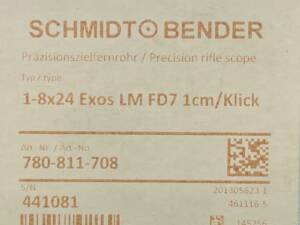 SCHMIDT BENDER
Präzisionszielfernrohr / Precision rifle scope
Typ / type
1-8x24 Exos LM FD7 1cm/Klick
Art.-Nr / Art.-No.
780-811-708
S/N
441081
461116-5
145256